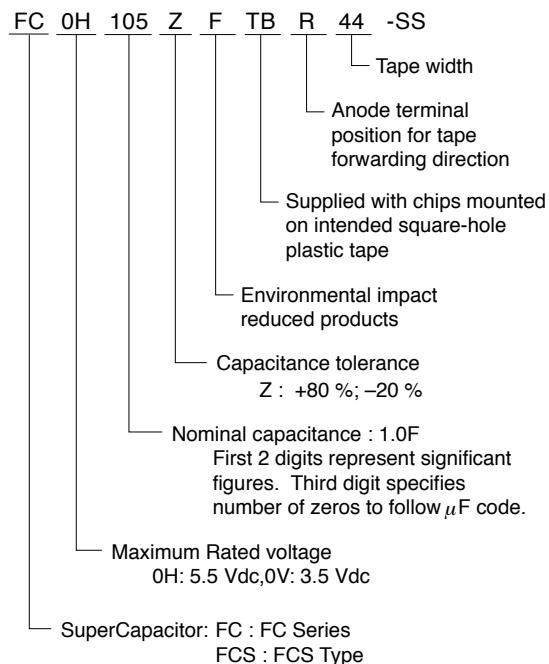 FC 0H 105 Z F TB R 44 -SS
Tape width
Anode terminal
position for tape
forwarding direction
Supplied with chips mounted
on intended square-hole
plastic tape
Environmental impact
reduced products
Capacitance tolerance
Z : +80 %; –20 %
Nominal capacitance : 1.0F
First 2 digits represent significant
figures. Third digit specifies
number of zeros to follow μF code.
Maximum Rated voltage
0H: 5.5 Vdc,0V: 3.5 Vdc
SuperCapacitor: FC : FC Series
FCS : FCS Type